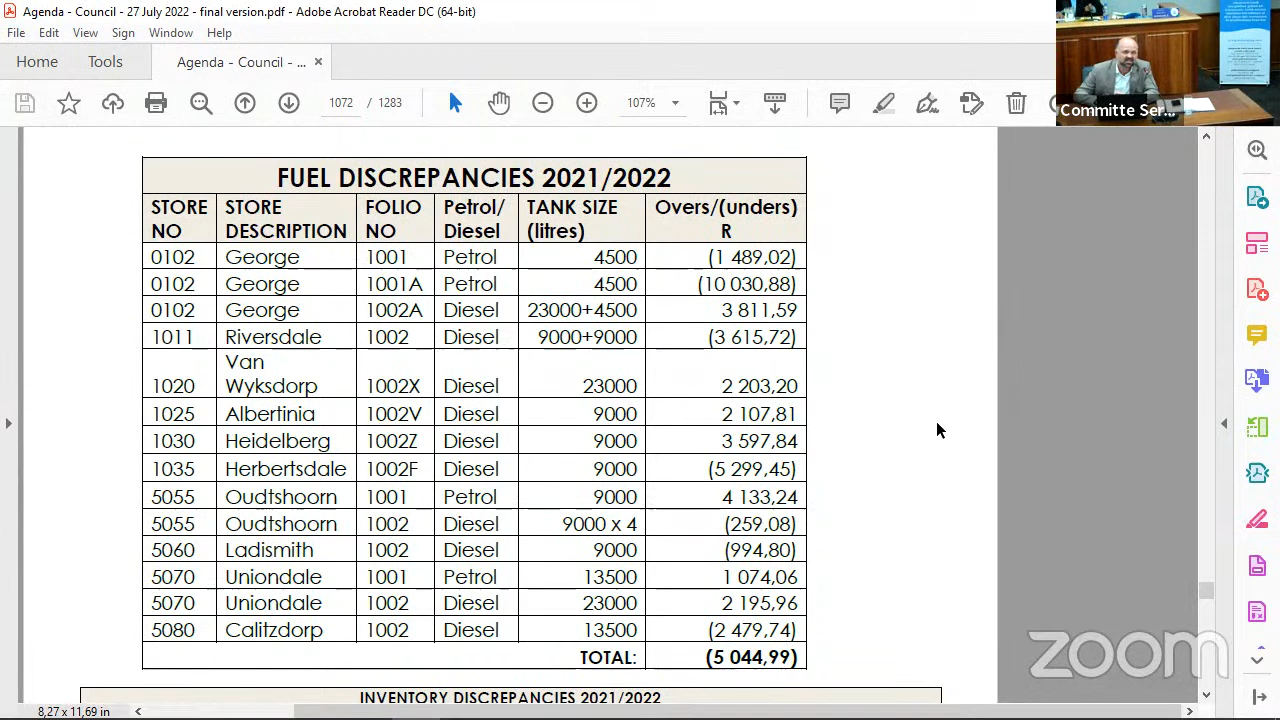 Agenda - Council - 27 July 2022 - final version.pdf - Adobe Acrobat Reader DC (64-bit)
File Edit View Sign Window Help
Home Tools Agenda - Council - ... ×
1072 / 1283 107%
Committe Ser...
FUEL DISCREPANCIES 2021/2022
STORE NO STORE DESCRIPTION FOLIO NO Petrol/ Diesel TANK SIZE (litres) Overs/(unders) R
0102 George 1001 Petrol 4500 (1 489,02)
0102 George 1001A Petrol 4500 (10 030,88)
0102 George 1002A Diesel 23000+4500 3 811,59
1011 Riversdale 1002 Diesel 9000+9000 (3 615,72)
1020 Van Wyksdorp 1002X Diesel 23000 2 203,20
1025 Albertinia 1002V Diesel 9000 2 107,81
1030 Heidelberg 1002Z Diesel 9000 3 597,84
1035 Herbertsdale 1002F Diesel 9000 (5 299,45)
5055 Oudtshoorn 1001 Petrol 9000 4 133,24
5055 Oudtshoorn 1002 Diesel 9000 x 4 (259,08)
5060 Ladismith 1002 Diesel 9000 (994,80)
5070 Uniondale 1001 Petrol 13500 1 074,06
5070 Uniondale 1002 Diesel 23000 2 195,96
5080 Calitzdorp 1002 Diesel 13500 (2 479,74)
TOTAL: (5 044,99)
INVENTORY DISCREPANCIES 2021/2022
zoom
8,27 x 11,69 in